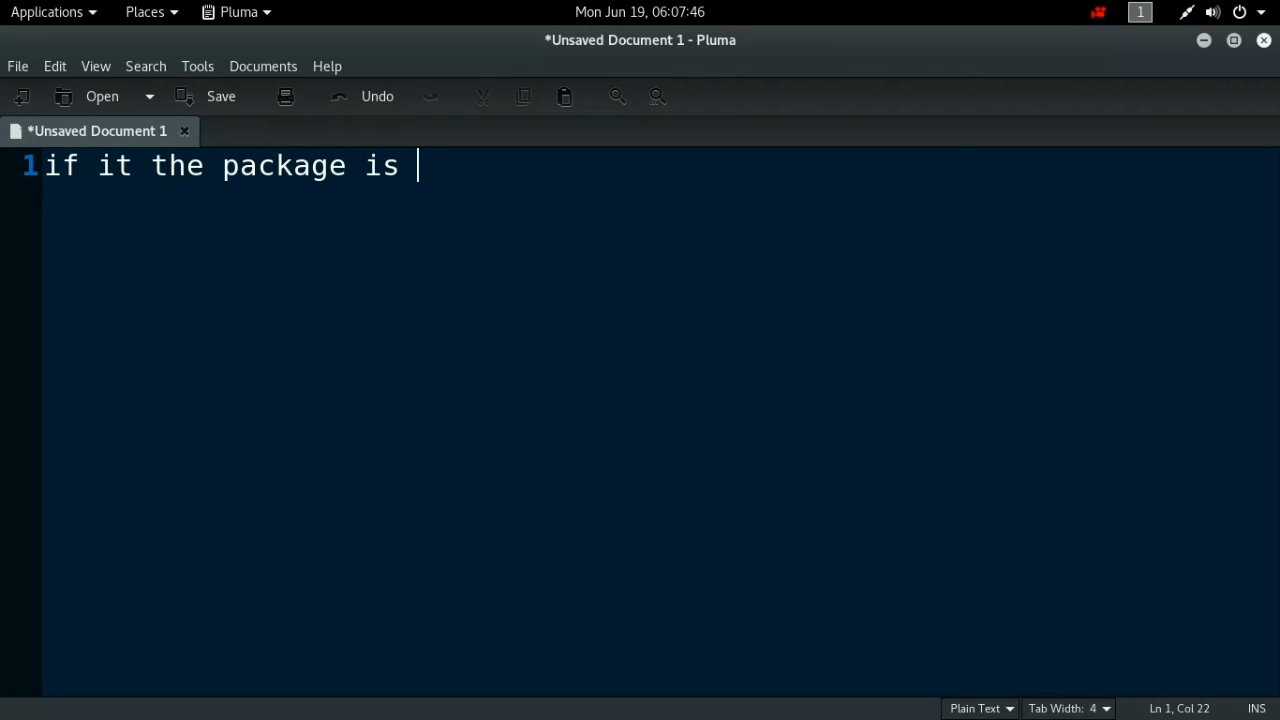 Applications Places Pluma Mon Jun 19, 06:07:46 1
*Unsaved Document 1 - Pluma
File Edit View Search Tools Documents Help
Open Save Undo
*Unsaved Document 1
1 if it the package is
Plain Text Tab Width: 4 Ln 1, Col 22 INS